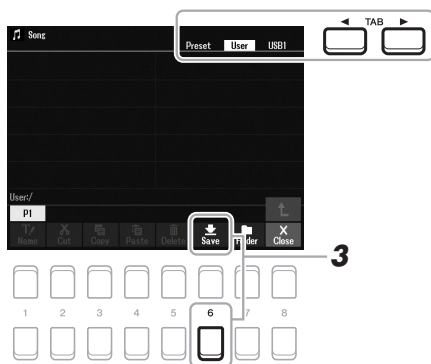 Song
Preset User USB1
◄ TAB ►
User:/
P1
Name Cut Copy Paste Delete Save Folder Close
3
1 2 3 4 5 6 7 8